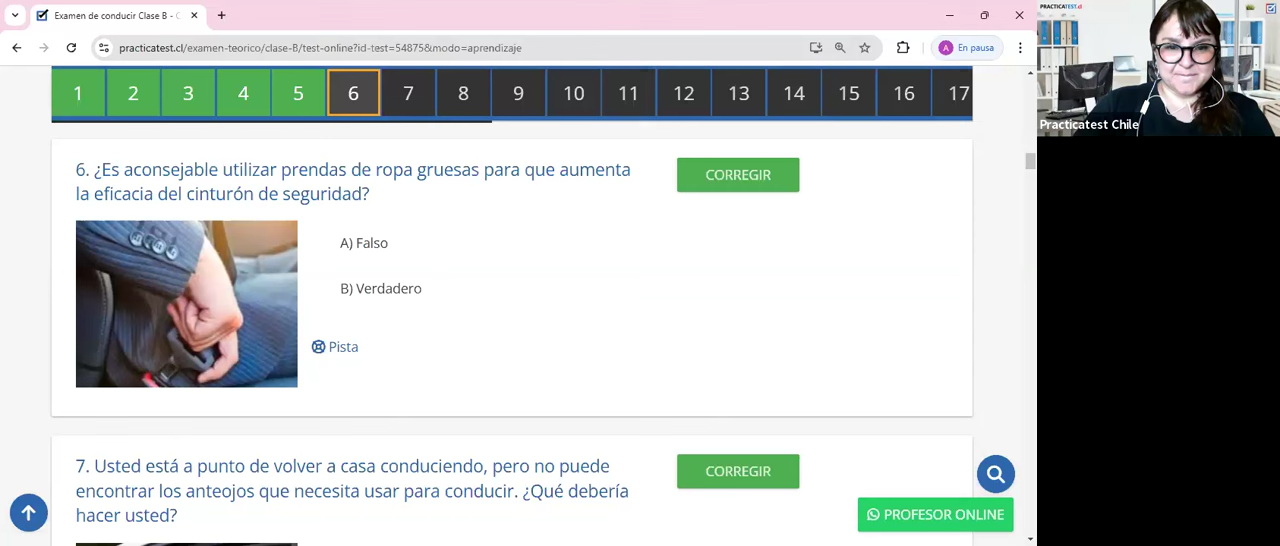 Examen de conducir Clase B - C
practicatest.cl/examen-teorico/clase-B/test-online?id-test=54875&modo=aprendizaje
A En pausa
PRACTICATEST.cl
Practicatest Chile
1 2 3 4 5 6 7 8 9 10 11 12 13 14 15 16 17
6. ¿Es aconsejable utilizar prendas de ropa gruesas para que aumenta
la eficacia del cinturón de seguridad?
CORREGIR
A) Falso
B) Verdadero
Pista
7. Usted está a punto de volver a casa conduciendo, pero no puede
encontrar los anteojos que necesita usar para conducir. ¿Qué debería
hacer usted?
CORREGIR
PROFESOR ONLINE